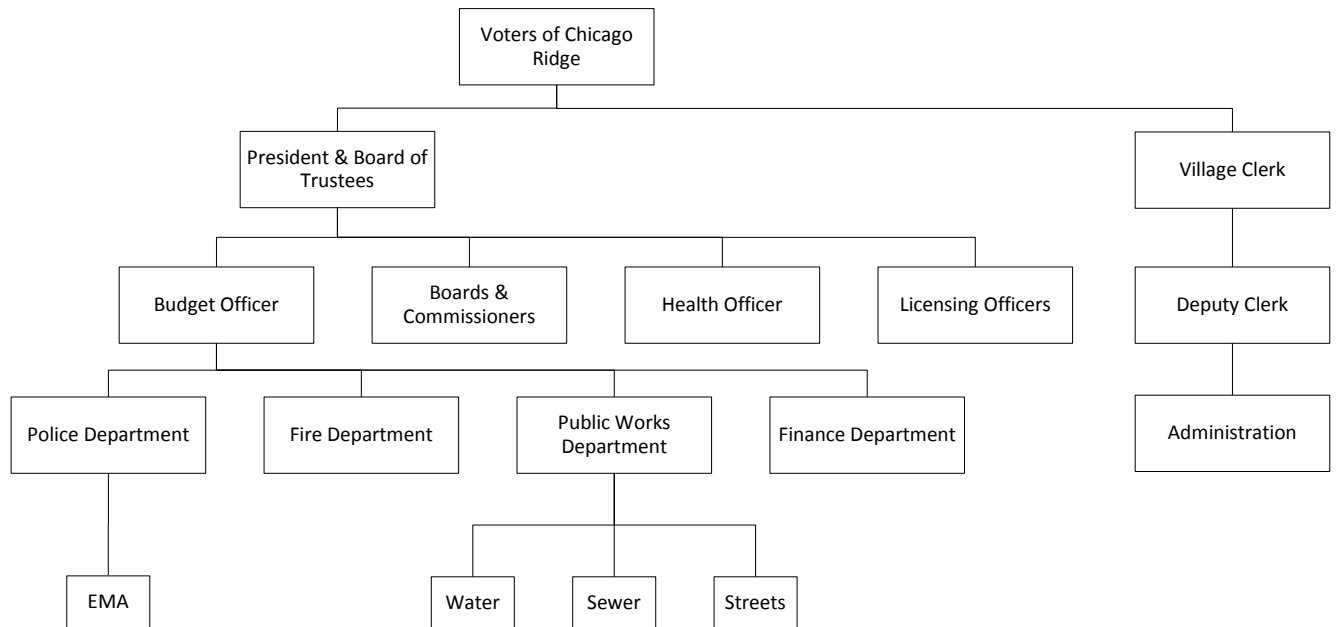 Voters of Chicago
Ridge
President & Board of
Trustees
Village Clerk
Budget Officer
Boards &
Commissioners
Health Officer
Licensing Officers
Deputy Clerk
Police Department
Fire Department
Public Works
Department
Finance Department
Administration
EMA
Water
Sewer
Streets